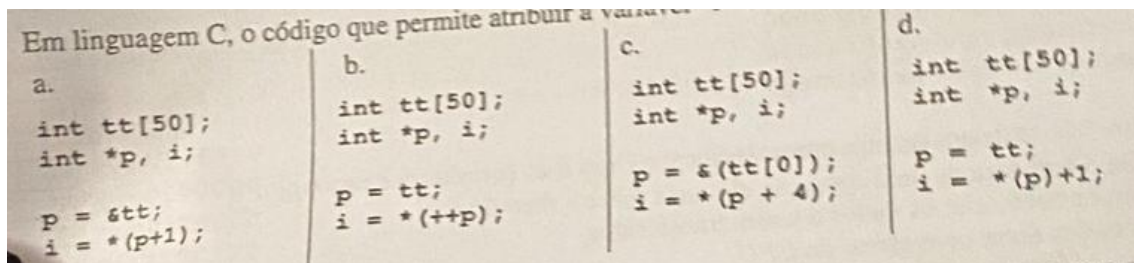 Em linguagem C, o código que permite atribuir a
a.
int tt[50];
int *p, i;
p = &tt;
i = *(p+1);
b.
int tt[50];
int *p, i;
p = tt;
i = *(++p);
c.
int tt[50];
int *p, i;
p = &(tt[0]);
i = *(p + 4);
d.
int tt[50];
int *p, i;
p = tt;
i = *(p)+1;